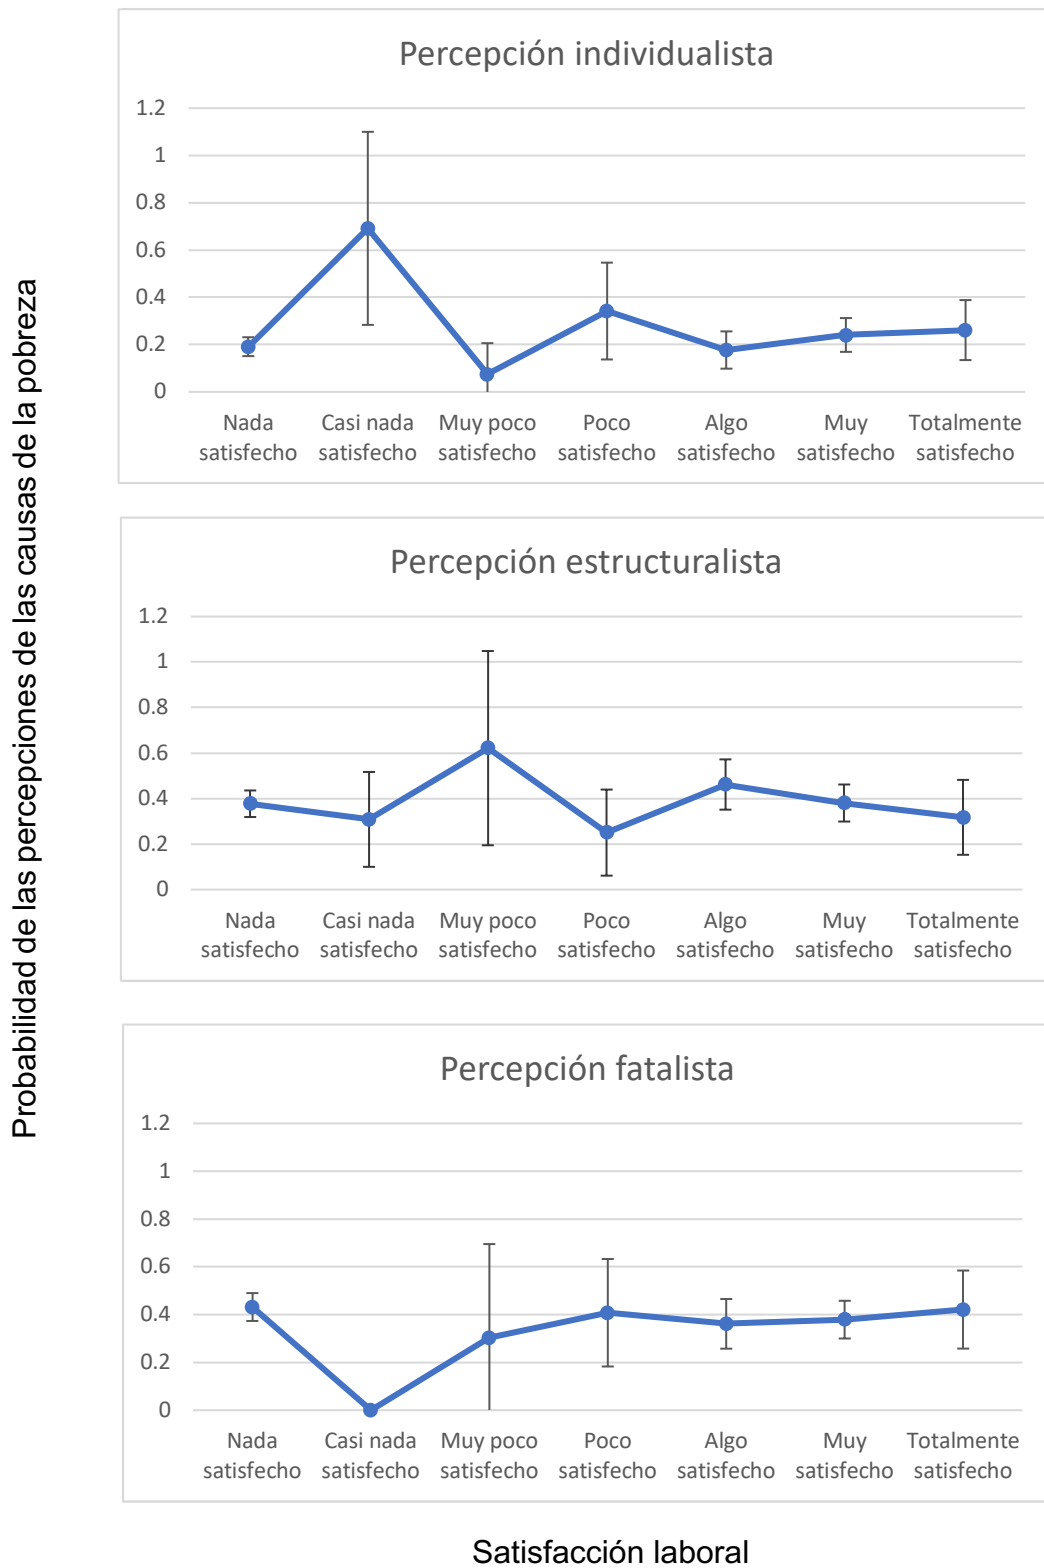 Probabilidad de las percepciones de las causas de la pobreza
Percepción individualista
1.2
1
0.8
0.6
0.4
0.2
0
Nada satisfecho
Casi nada satisfecho
Muy poco satisfecho
Poco satisfecho
Algo satisfecho
Muy satisfecho
Totalmente satisfecho
Percepción estructuralista
1.2
1
0.8
0.6
0.4
0.2
0
Nada satisfecho
Casi nada satisfecho
Muy poco satisfecho
Poco satisfecho
Algo satisfecho
Muy satisfecho
Totalmente satisfecho
Percepción fatalista
1.2
1
0.8
0.6
0.4
0.2
0
Nada satisfecho
Casi nada satisfecho
Muy poco satisfecho
Poco satisfecho
Algo satisfecho
Muy satisfecho
Totalmente satisfecho
Satisfacción laboral